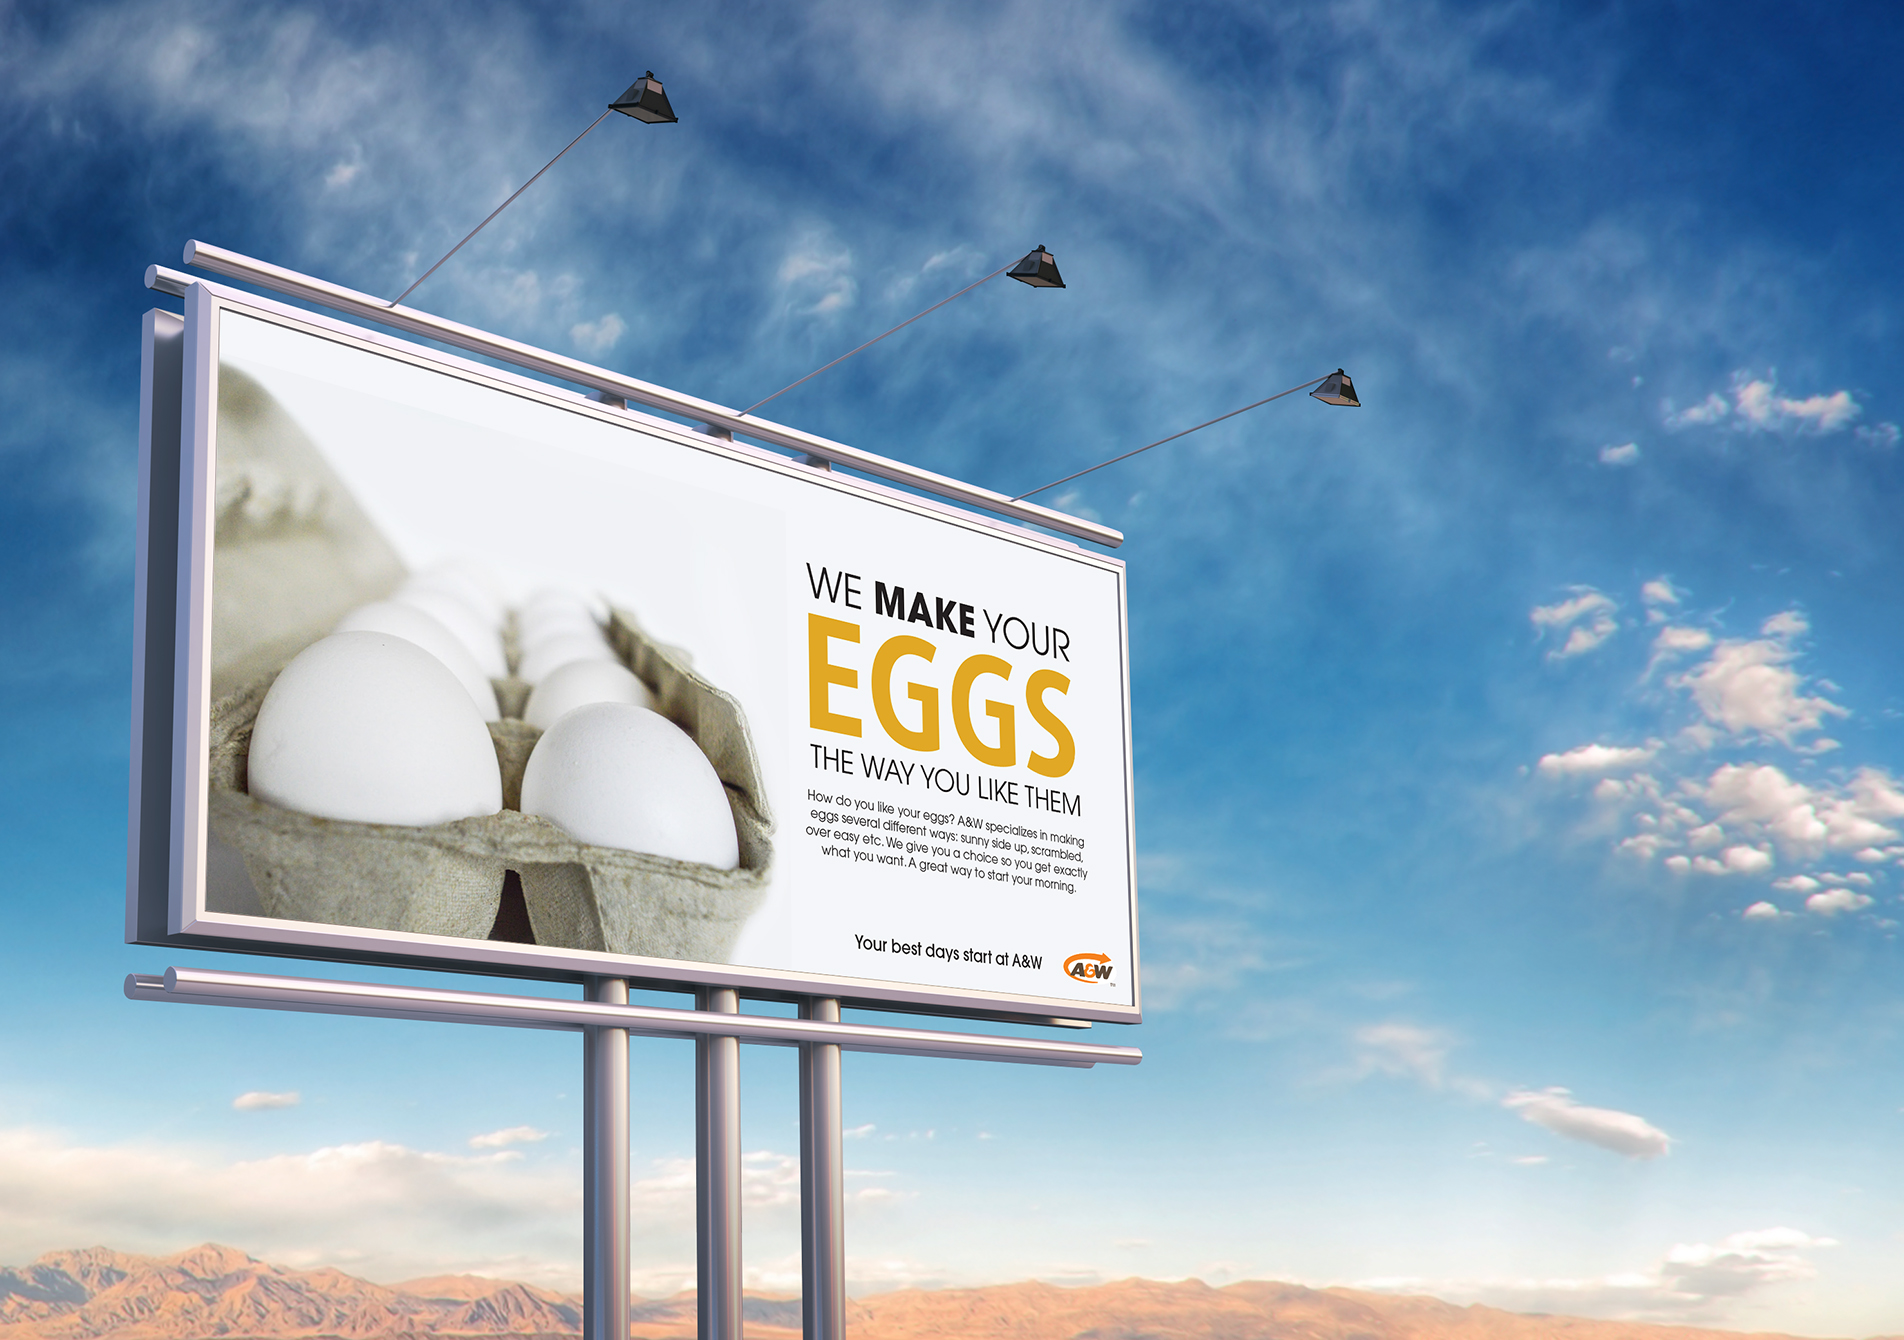 WE MAKE YOUR
EGGS
THE WAY YOU LIKE THEM
How do you like your eggs? A&W specializes in making
eggs several different ways: sunny side up, scrambled,
over easy etc. We give you a choice so you get exactly
what you want. A great way to start your morning.
Your best days start at A&W
A&W